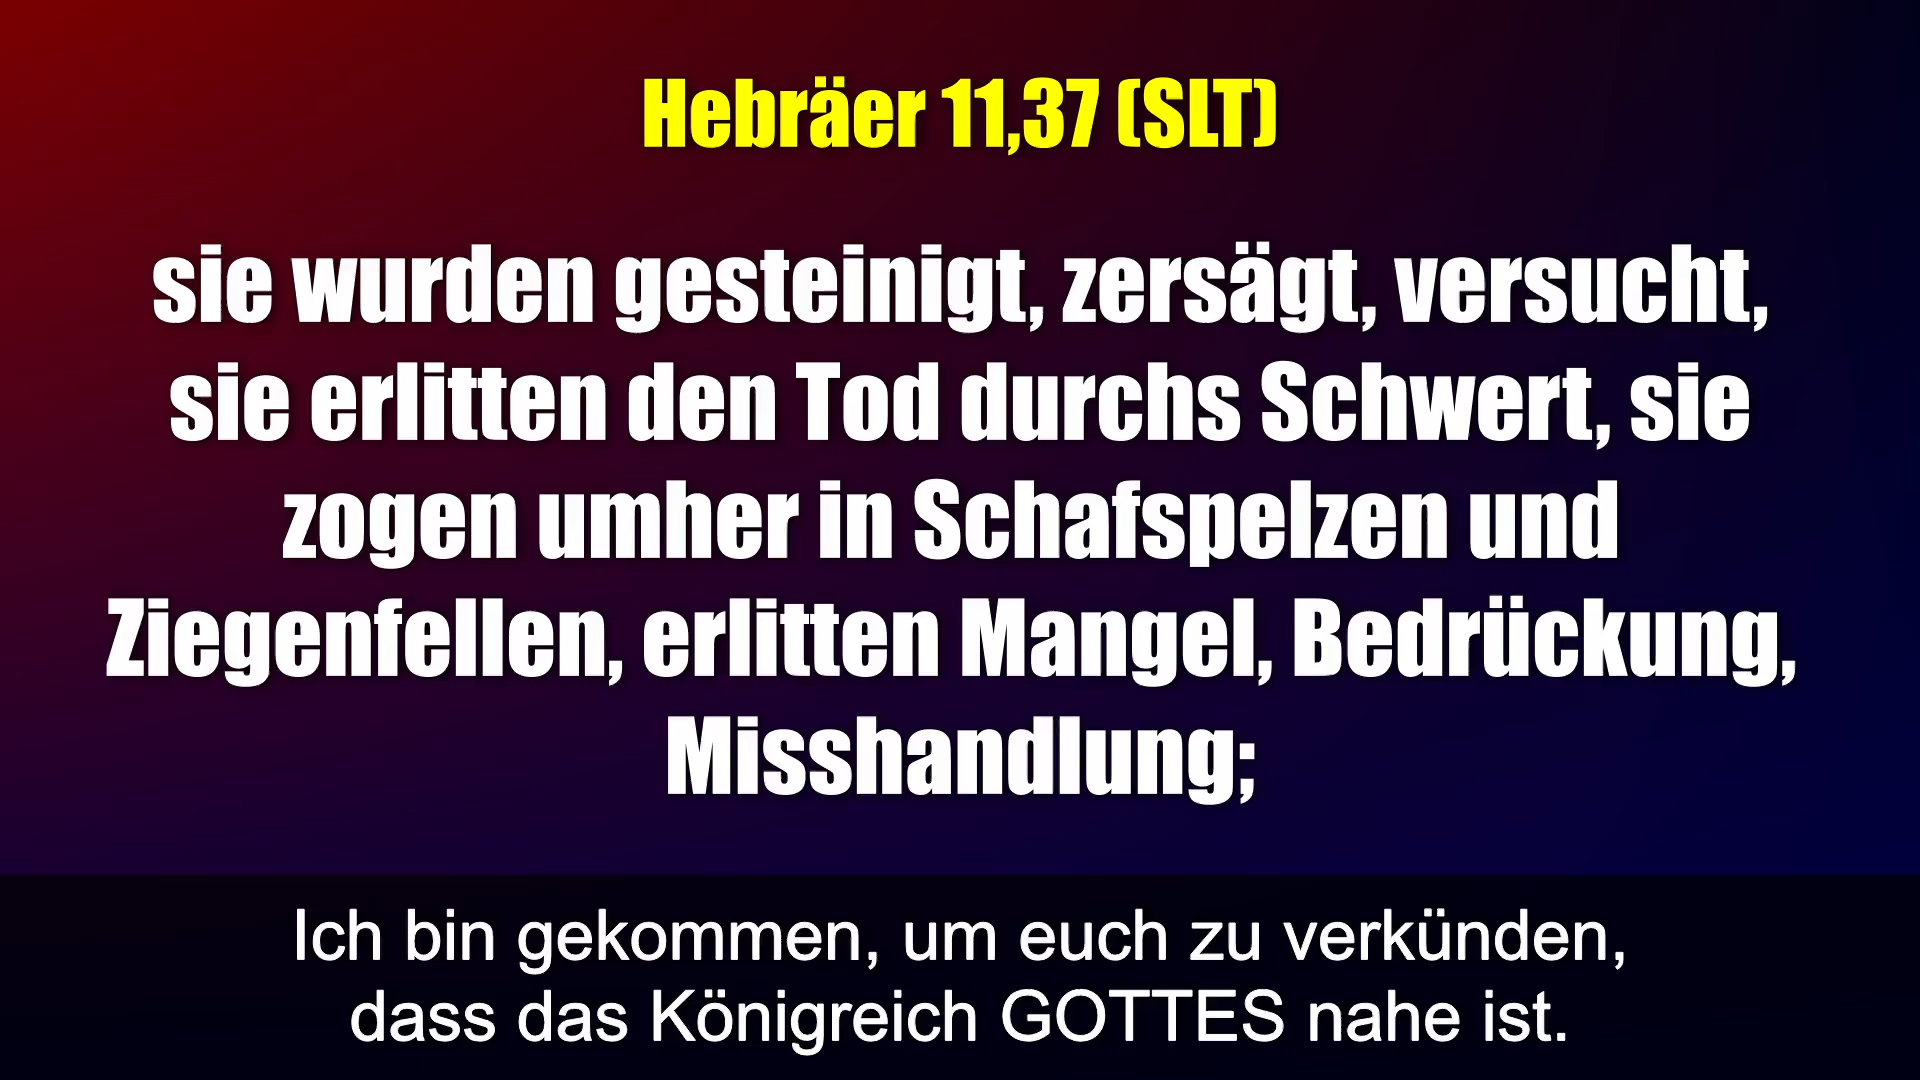 Hebräer 11,37 (SLT)
sie wurden gesteinigt, zersägt, versucht,
sie erlitten den Tod durchs Schwert, sie
zogen umher in Schafspelzen und
Ziegenfellen, erlitten Mangel, Bedrückung,
Misshandlung;
Ich bin gekommen, um euch zu verkünden,
dass das Königreich GOTTES nahe ist.